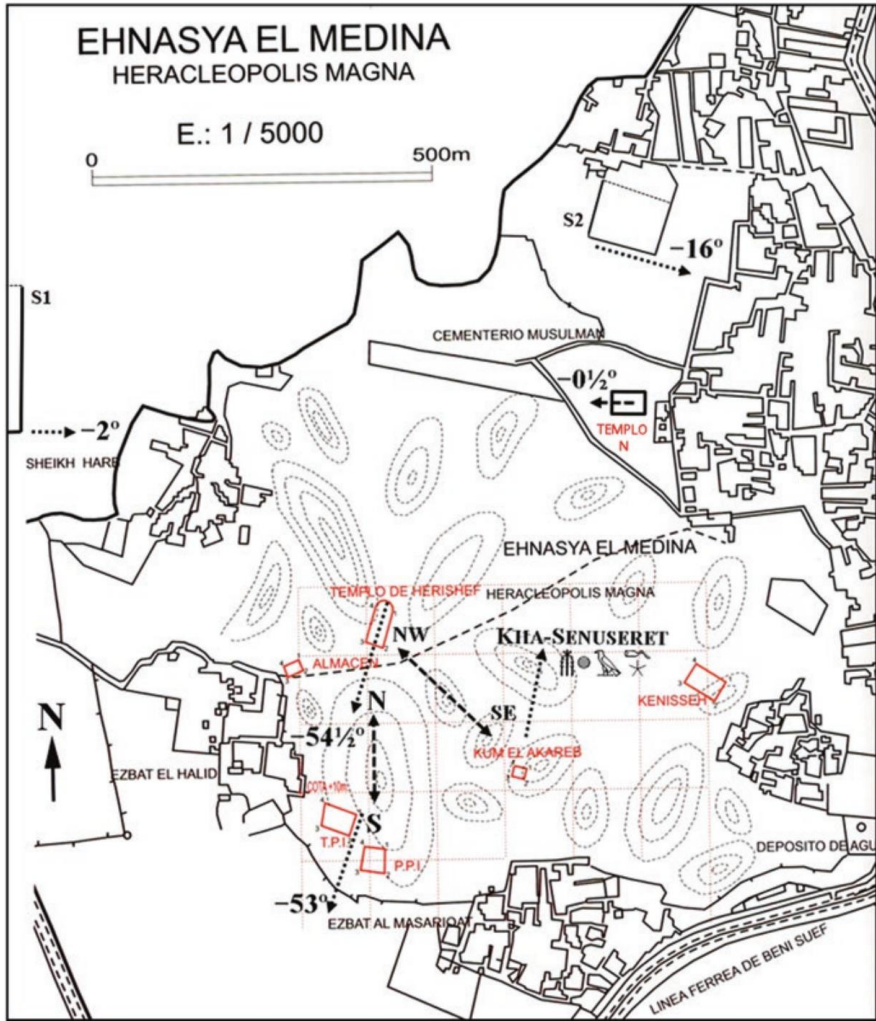 EHNASYA EL MEDINA
HERACLEOPOLIS MAGNA
E.: 1 / 5000
0 500m
S2
−16º
S1
CEMENTERIO MUSULMAN
−0½º
−2º
TEMPLO
N
SHEIKH HARB
EHNASYA EL MEDINA
TEMPLO DE HERISHEF
HERACLEOPOLIS MAGNA
NW
KHA-SENUSERET
ALMACEN
KENISSEH
N
SE
N
−54½º
KUM EL AKAREB
EZBAT EL HALID
COTA +10m
S
T.P.I.
DEPOSITO DE AGU
P.P.I.
−53º
EZBAT AL MASARIQAT
LINEA FERREA DE BENI SUEF